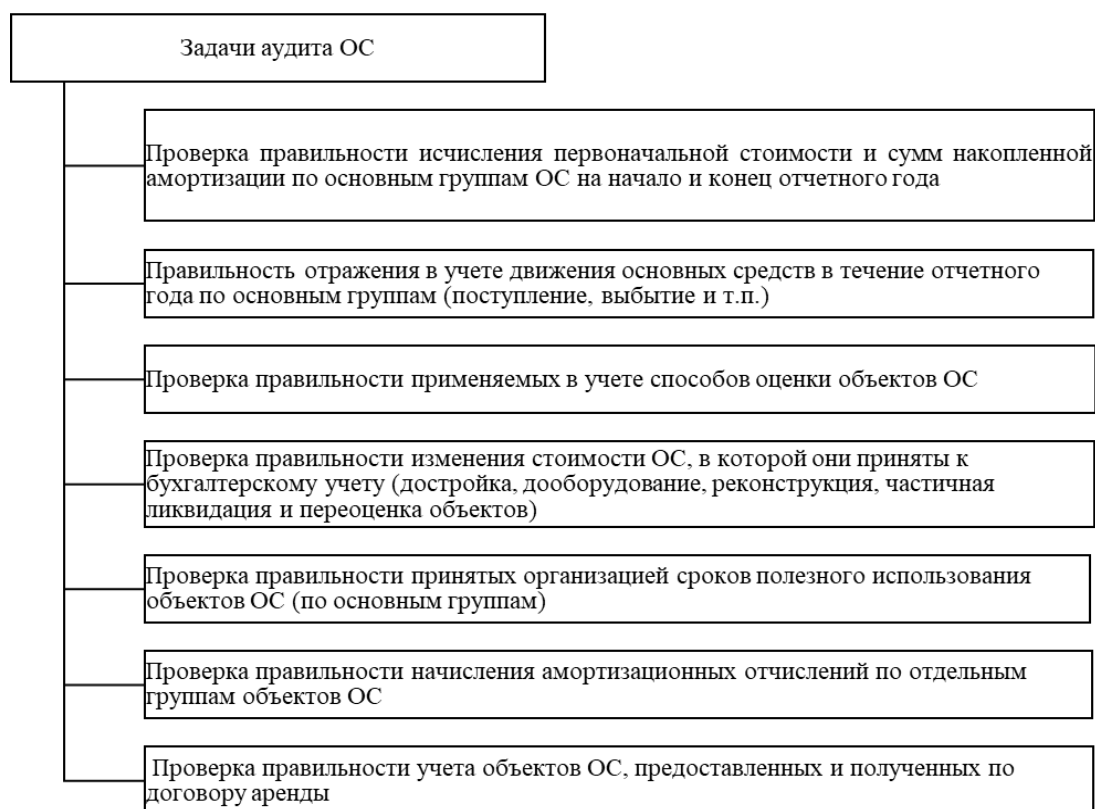 Задачи аудита ОС
Проверка правильности исчисления первоначальной стоимости и сумм накопленной
амортизации по основным группам ОС на начало и конец отчетного года
Правильность отражения в учете движения основных средств в течение отчетного
года по основным группам (поступление, выбытие и т.п.)
Проверка правильности применяемых в учете способов оценки объектов ОС
Проверка правильности изменения стоимости ОС, в которой они приняты к
бухгалтерскому учету (достройка, дооборудование, реконструкция, частичная
ликвидация и переоценка объектов)
Проверка правильности принятых организацией сроков полезного использования
объектов ОС (по основным группам)
Проверка правильности начисления амортизационных отчислений по отдельным
группам объектов ОС
Проверка правильности учета объектов ОС, предоставленных и полученных по
договору аренды